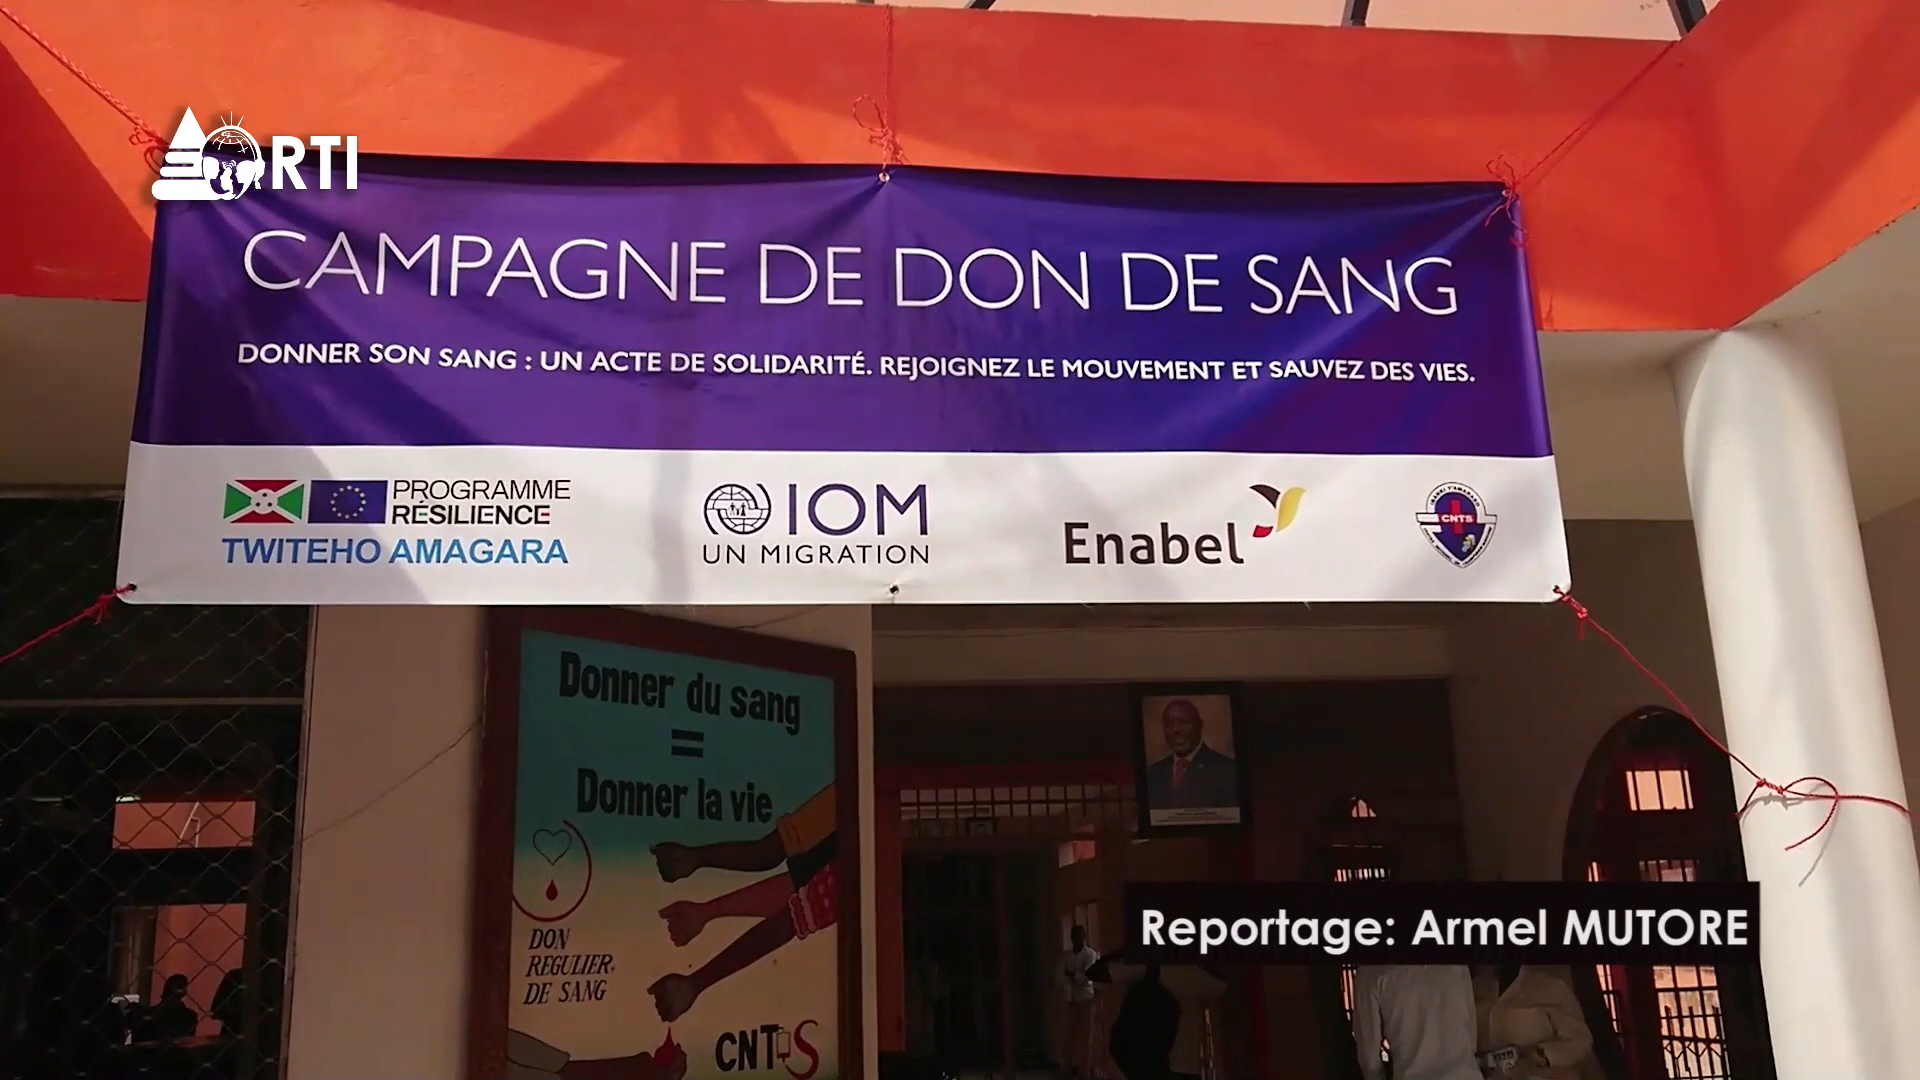 RTI
CAMPAGNE DE DON DE SANG
DONNER SON SANG : UN ACTE DE SOLIDARITÉ. REJOIGNEZ LE MOUVEMENT ET SAUVEZ DES VIES.
PROGRAMME
RÉSILIENCE
TWITEHO AMAGARA
IOM
UN MIGRATION
Enabel
CNTS
Donner du sang
=
Donner la vie
DON
REGULIER
DE SANG
CNTS
Reportage: Armel MUTORE